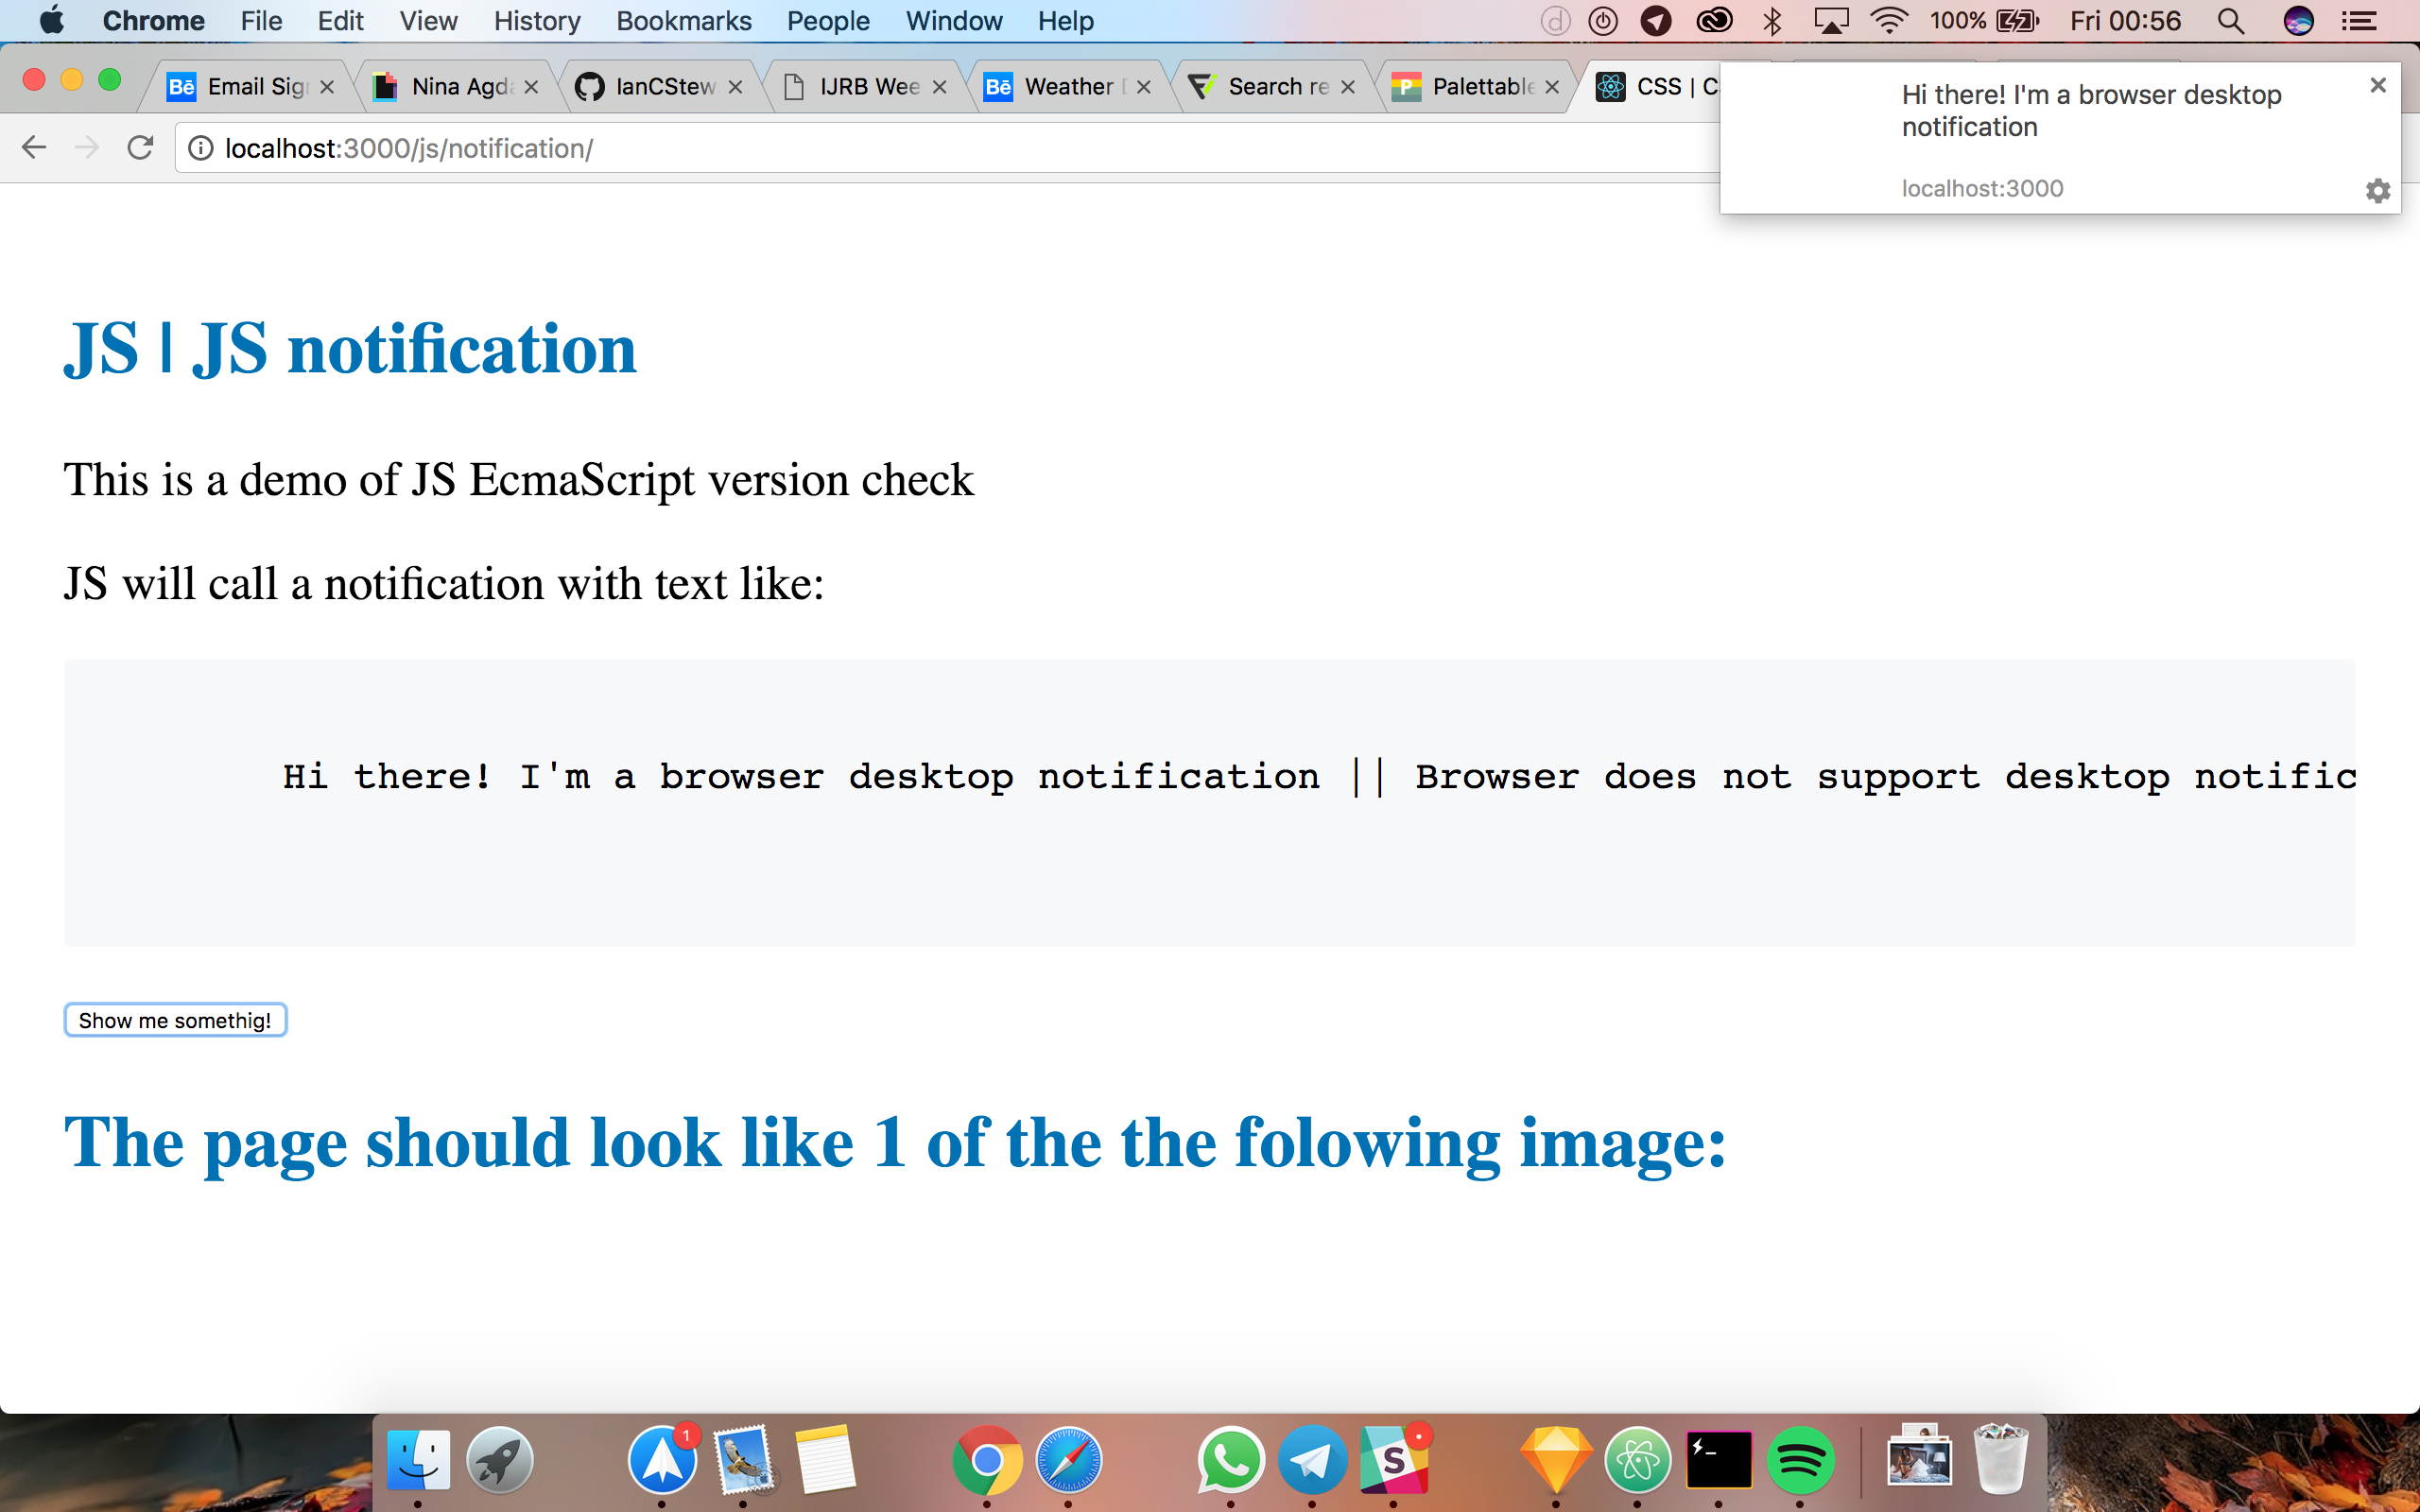 Chrome File Edit View History Bookmarks People Window Help 100% Fri 00:56
Bē Email Sig Nina Agd IanCStew IJRB Wee Bē Weather Search re P Palettable CSS | C
localhost:3000/js/notification/
Hi there! I'm a browser desktop
notification
localhost:3000
JS | JS notification
This is a demo of JS EcmaScript version check
JS will call a notification with text like:
Hi there! I'm a browser desktop notification || Browser does not support desktop notific
Show me somethig!
The page should look like 1 of the the folowing image:
1
S